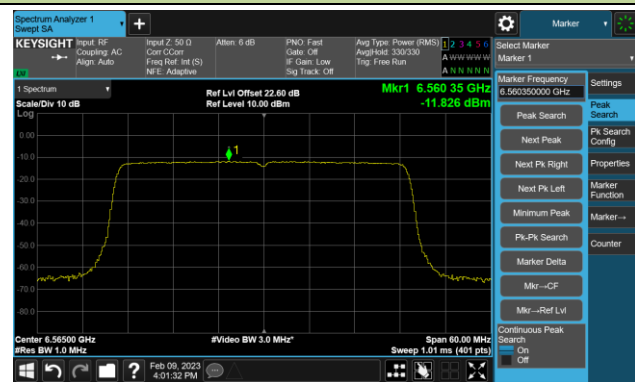 Spectrum Analyzer 1
Swept SA
Marker
KEYSIGHT
Input: RF
Coupling: AC
Align: Auto
Input Z: 50 Ω
Corr CCorr
Freq Ref: Int (S)
NFE: Adaptive
Atten: 6 dB
PNO: Fast
Gate: Off
IF Gain: Low
Sig Track: Off
Avg Type: Power (RMS)
Avg|Hold: 330/330
Trig: Free Run
1 2 3 4 5 6
A W W W W W
A N N N N N
LNI
1 Spectrum
Scale/Div 10 dB
Log
Ref Lvl Offset 22.60 dB
Ref Level 10.00 dBm
Mkr1 6.560 35 GHz
-11.826 dBm
1
0.00
-10.0
-20.0
-30.0
-40.0
-50.0
-60.0
-70.0
-80.0
Center 6.56500 GHz
#Res BW 1.0 MHz
#Video BW 3.0 MHz*
Span 60.00 MHz
Sweep 1.01 ms (401 pts)
Select Marker
Marker 1
Marker Frequency
6.560350000 GHz
Peak Search
Next Peak
Next Pk Right
Next Pk Left
Minimum Peak
Pk-Pk Search
Marker Delta
Mkr→CF
Mkr→Ref Lvl
Continuous Peak
Search
On
Off
Settings
Peak
Search
Pk Search
Config
Properties
Marker
Function
Marker→
Counter
?
Feb 09, 2023
4:01:32 PM